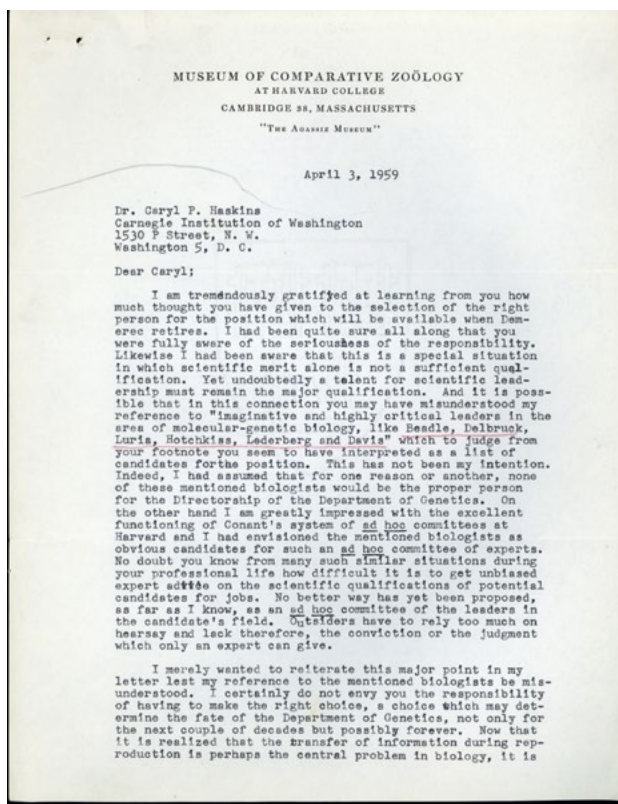 MUSEUM OF COMPARATIVE ZOÖLOGY
AT HARVARD COLLEGE
CAMBRIDGE 38, MASSACHUSETTS
"THE AGASSIZ MUSEUM"
April 3, 1959
Dr. Caryl P. Haskins
Carnegie Institution of Washington
1530 P Street, N. W.
Washington 5, D. C.
Dear Caryl;
I am tremendously gratified at learning from you how
much thought you have given to the selection of the right
person for the position which will be available when Dem-
erec retires. I had been quite sure all along that you
were fully aware of the seriousness of the responsibility.
Likewise I had been aware that this is a special situation
in which scientific merit alone is not a sufficient qual-
ification. Yet undoubtedly a talent for scientific lead-
ership must remain the major qualification. And it is poss-
ible that in this connection you may have misunderstood my
reference to "imaginative and highly critical leaders in the
area of molecular-genetic biology, like Beadle, Delbruck,
Luria, Hotchkiss, Lederberg and Davis" which to judge from
your footnote you seem to have interpreted as a list of
candidates forthe position. This has not been my intention.
Indeed, I had assumed that for one reason or another, none
of these mentioned biologists would be the proper person
for the Directorship of the Department of Genetics. On
the other hand I am greatly impressed with the excellent
functioning of Conant's system of ad hoc committees at
Harvard and I had envisioned the mentioned biologists as
obvious candidates for such an ad hoc committee of experts.
No doubt you know from many such similar situations during
your professional life how difficult it is to get unbiased
expert on the scientific qualifications of potential
candidates for jobs. No better way has yet been proposed,
as far as I know, as an ad hoc committee of the leaders in
the candidate's field. Outsiders have to rely too much on
hearsay and lack therefore, the conviction or the judgment
which only an expert can give.
I merely wanted to reiterate this major point in my
letter lest my reference to the mentioned biologists be mis-
understood. I certainly do not envy you the responsibility
of having to make the right choice, a choice which may det-
ermine the fate of the Department of Genetics, not only for
the next couple of decades but possibly forever. Now that
it is realized that the transfer of information during rep-
roduction is perhaps the central problem in biology, it is